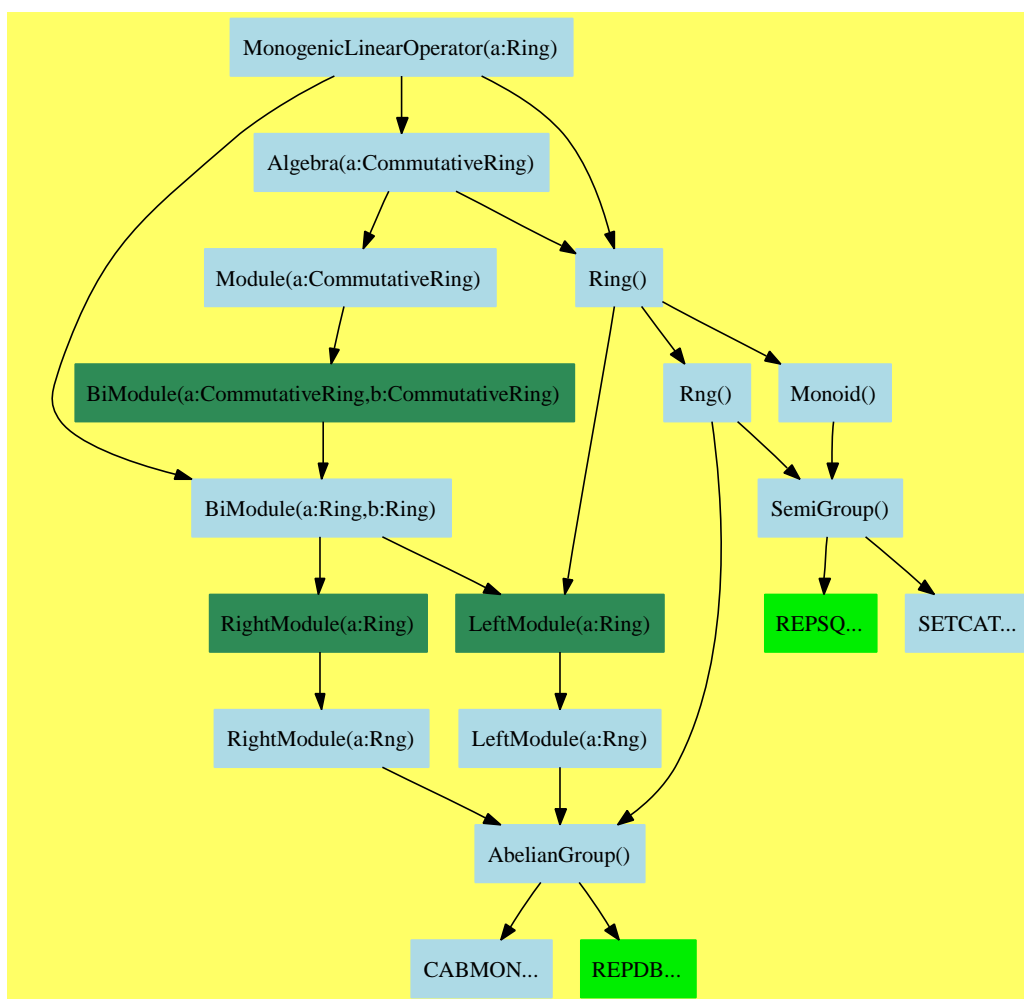 MonogenicLinearOperator(a:Ring)
Algebra(a:CommutativeRing)
Module(a:CommutativeRing)
Ring()
BiModule(a:CommutativeRing,b:CommutativeRing)
Rng()
Monoid()
BiModule(a:Ring,b:Ring)
SemiGroup()
RightModule(a:Ring)
LeftModule(a:Ring)
REPSQ...
SETCAT...
RightModule(a:Rng)
LeftModule(a:Rng)
AbelianGroup()
CABMON...
REPDB...